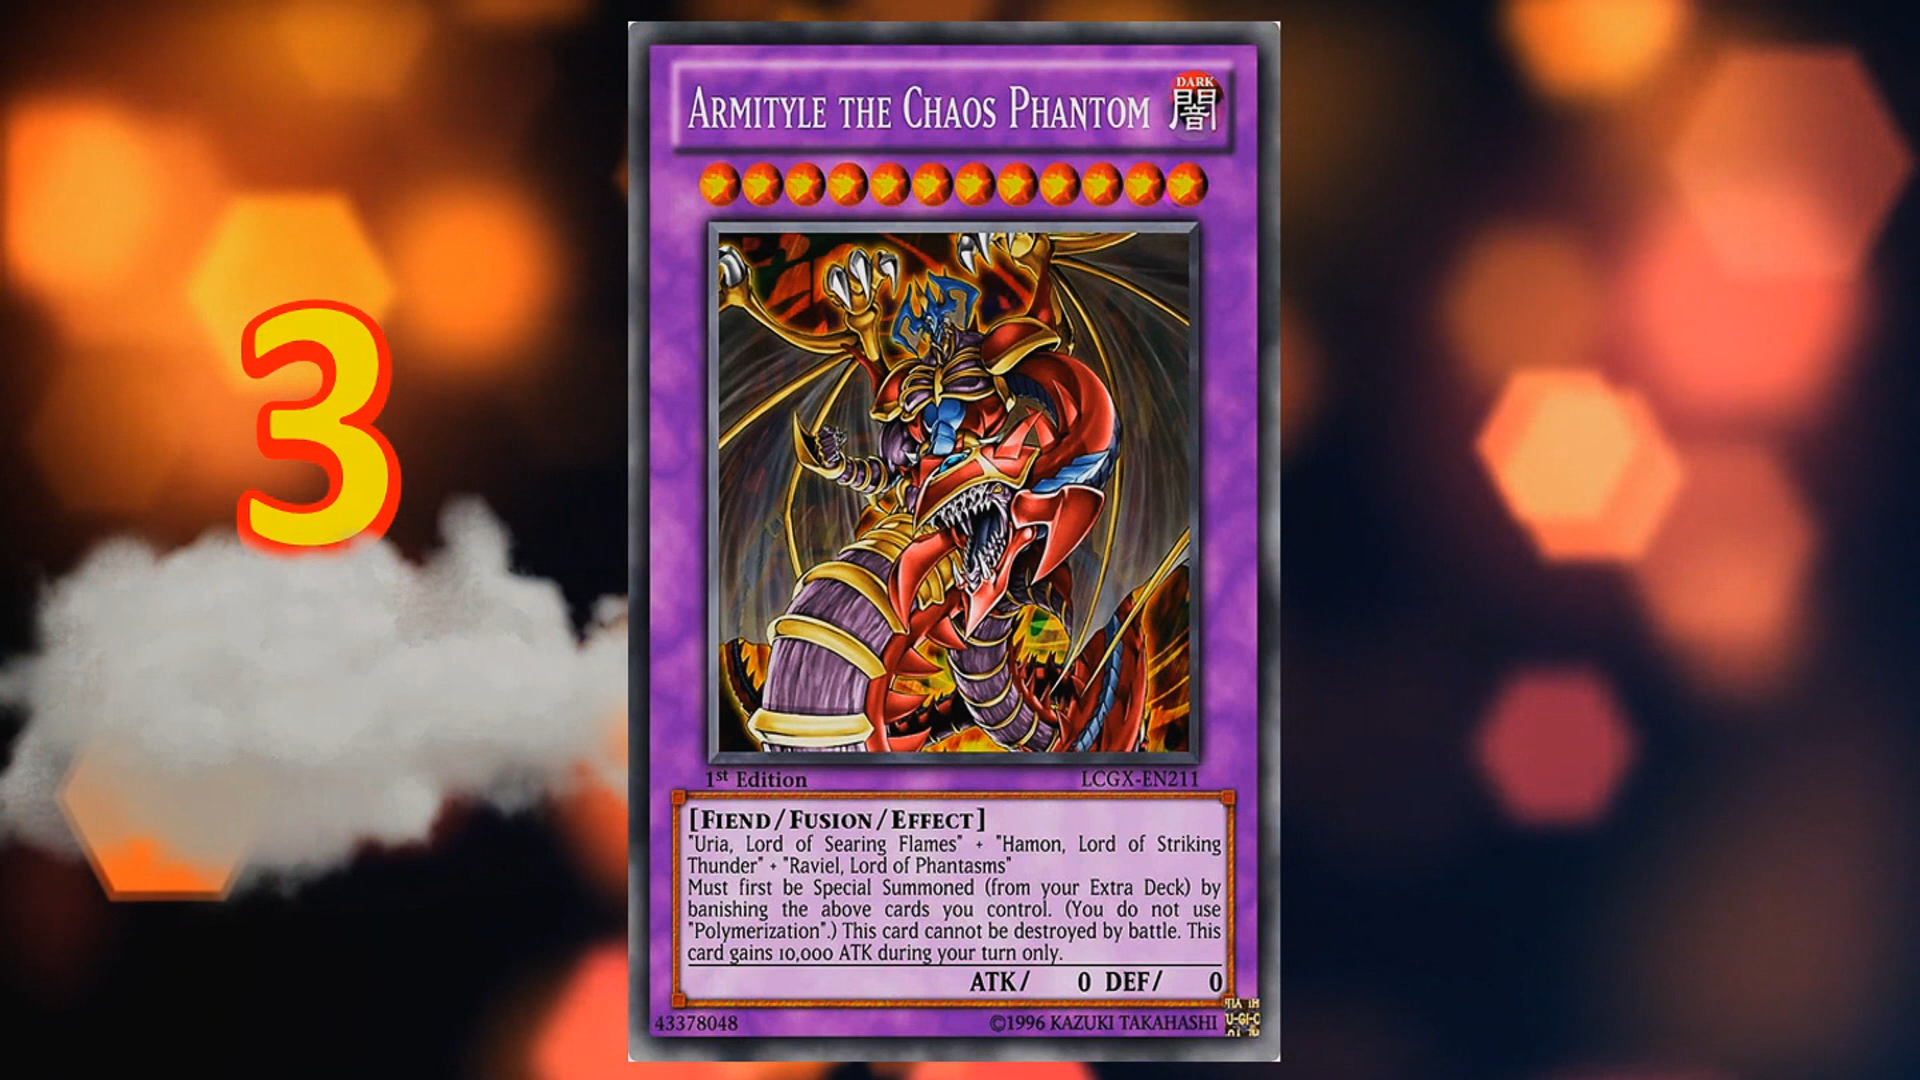 3
ARMITYLE THE CHAOS PHANTOM
DARK
闇
1st Edition
LCGX-EN211
[FIEND/FUSION/EFFECT]
"Uria, Lord of Searing Flames" + "Hamon, Lord of Striking
Thunder" + "Raviel, Lord of Phantasms"
Must first be Special Summoned (from your Extra Deck) by
banishing the above cards you control. (You do not use
"Polymerization".) This card cannot be destroyed by battle. This
card gains 10,000 ATK during your turn only.
ATK/ 0 DEF/ 0
43378048
©1996 KAZUKI TAKAHASHI